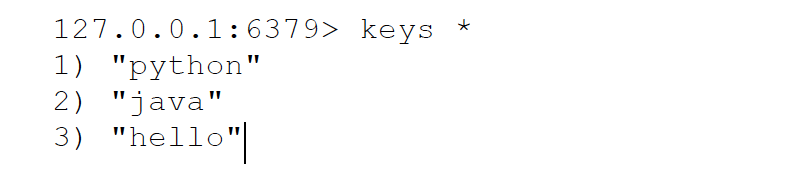 127.0.0.1:6379> keys *
1) "python"
2) "java"
3) "hello"